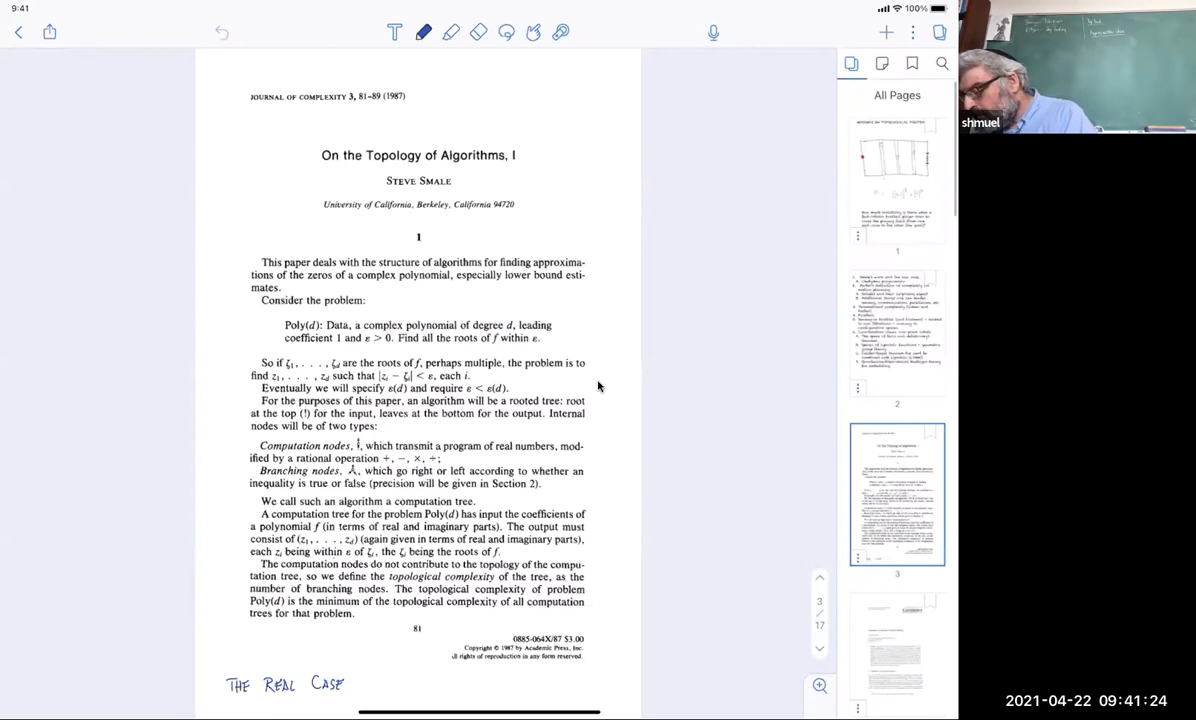 9:41
100%
JOURNAL OF COMPLEXITY 3, 81-89 (1987)
On the Topology of Algorithms, I
STEVE SMALE
University of California, Berkeley, California 94720
1
This paper deals with the structure of algorithms for finding approxima-
tions of the zeros of a complex polynomial, especially lower bound esti-
mates.
Consider the problem:
Poly(d): Data, a complex polynomial of degree d, leading
coefficient 1 and ε > 0. Find all the roots of f within ε.
So if ζ₁, . . . , ζd are the roots of f, perhaps multiple, the problem is to
find z₁, . . . , zd such that |zᵢ − ζᵢ| < ε, each i.
Eventually we will specify ε(d) and require ε < ε(d).
For the purposes of this paper, an algorithm will be a rooted tree: root
at the top (!) for the input, leaves at the bottom for the output. Internal
nodes will be of two types:
Computation nodes, which transmit a program of real numbers, mod-
ified by a rational operation +, −, ×, ÷;
Branching nodes, which go right or left according to whether an
inequality is true or false (precision will be given in Section 2).
We call such an algorithm a computation tree.
A computation tree for the problem Poly(d) has input the coefficients of
a polynomial f (in terms of real and imaginary parts). The output must
consist of (z₁, . . . , zd) (again given in terms of real and imaginary parts),
each zᵢ being within ε of ζᵢ, the ζᵢ being the roots of f.
The computation nodes do not contribute to the topology of the compu-
tation tree, so we define the topological complexity of the tree, as the
number of branching nodes. The topological complexity of problem
Poly(d) is the minimum of the topological complexity of all computation
trees for that problem.
81
0885-064X/87 $3.00
Copyright © 1987 by Academic Press, Inc.
All rights of reproduction in any form reserved.
THE REAL CASE
All Pages
1
2
3
3
/
17
shmuel
2021-04-22 09:41:24